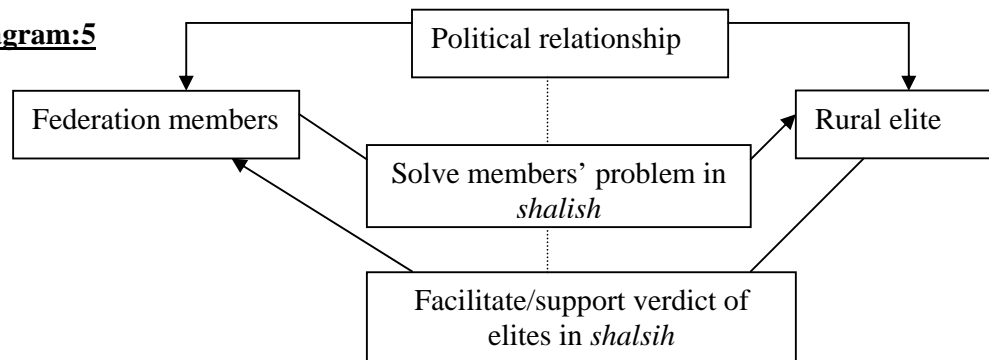 gram:5
Political relationship
Federation members
Rural elite
Solve members’ problem in
shalish
Facilitate/support verdict of
elites in shalsih